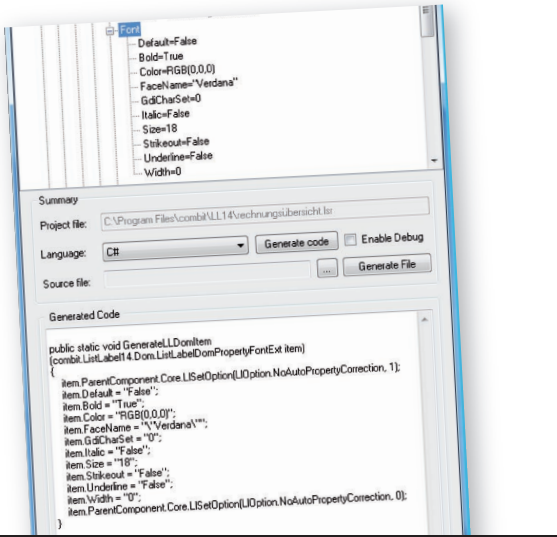 Font
Default=False
Bold=True
Color=RGB(0,0,0)
FaceName="Verdana"
GdiCharSet=0
Italic=False
Size=18
Strikeout=False
Underline=False
Width=0
Summary
Project file: C:\Program Files\combit\LL14\rechnungsübersicht.lsr
Language: C# Generate code Enable Debug
Source file: ... Generate File
Generated Code
public static void GenerateLLDomItem
(combit.ListLabel14.Dom.ListLabelDomPropertyFontExt item)
{
item.ParentComponent.Core.LlSetOption(LlOption.NoAutoPropertyCorrection, 1);
item.Default = "False";
item.Bold = "True";
item.Color = "RGB(0,0,0)";
item.FaceName = "\"Verdana\"";
item.GdiCharSet = "0";
item.Italic = "False";
item.Size = "18";
item.Strikeout = "False";
item.Underline = "False";
item.Width = "0";
item.ParentComponent.Core.LlSetOption(LlOption.NoAutoPropertyCorrection, 0);
}